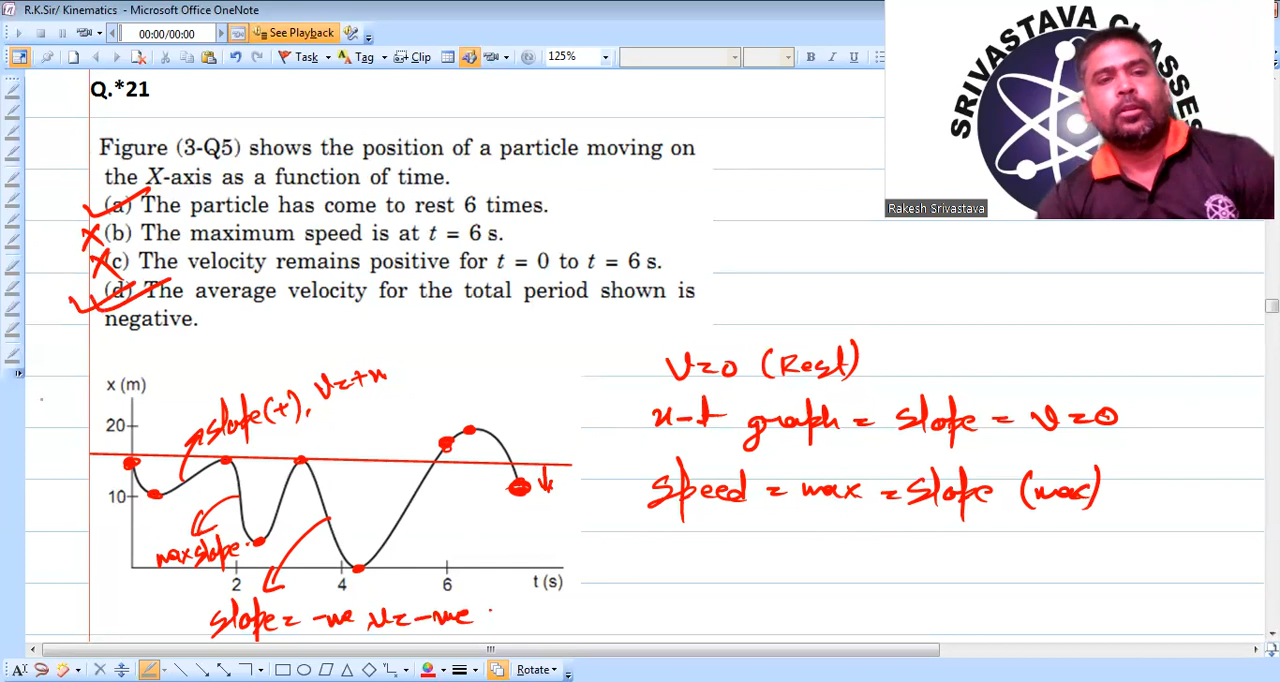 R.K.Sir/ Kinematics - Microsoft OneNote
00:00/00:00 See Playback
Task Tag Clip 125% B I U
Q.*21
SRIVASTAVA CLASSES
Rakesh Srivastava
Figure (3-Q5) shows the position of a particle moving on
the X-axis as a function of time.
(a) The particle has come to rest 6 times.
(b) The maximum speed is at t = 6 s.
(c) The velocity remains positive for t = 0 to t = 6 s.
(d) The average velocity for the total period shown is
negative.
v=0 (Rest)
x-t graph = slope = v=0
speed = max = slope (max)
x (m)
slope(+), v=+
20
10
max slope
2 4 6 t (s)
slope = -ve v=-ve
Rotate